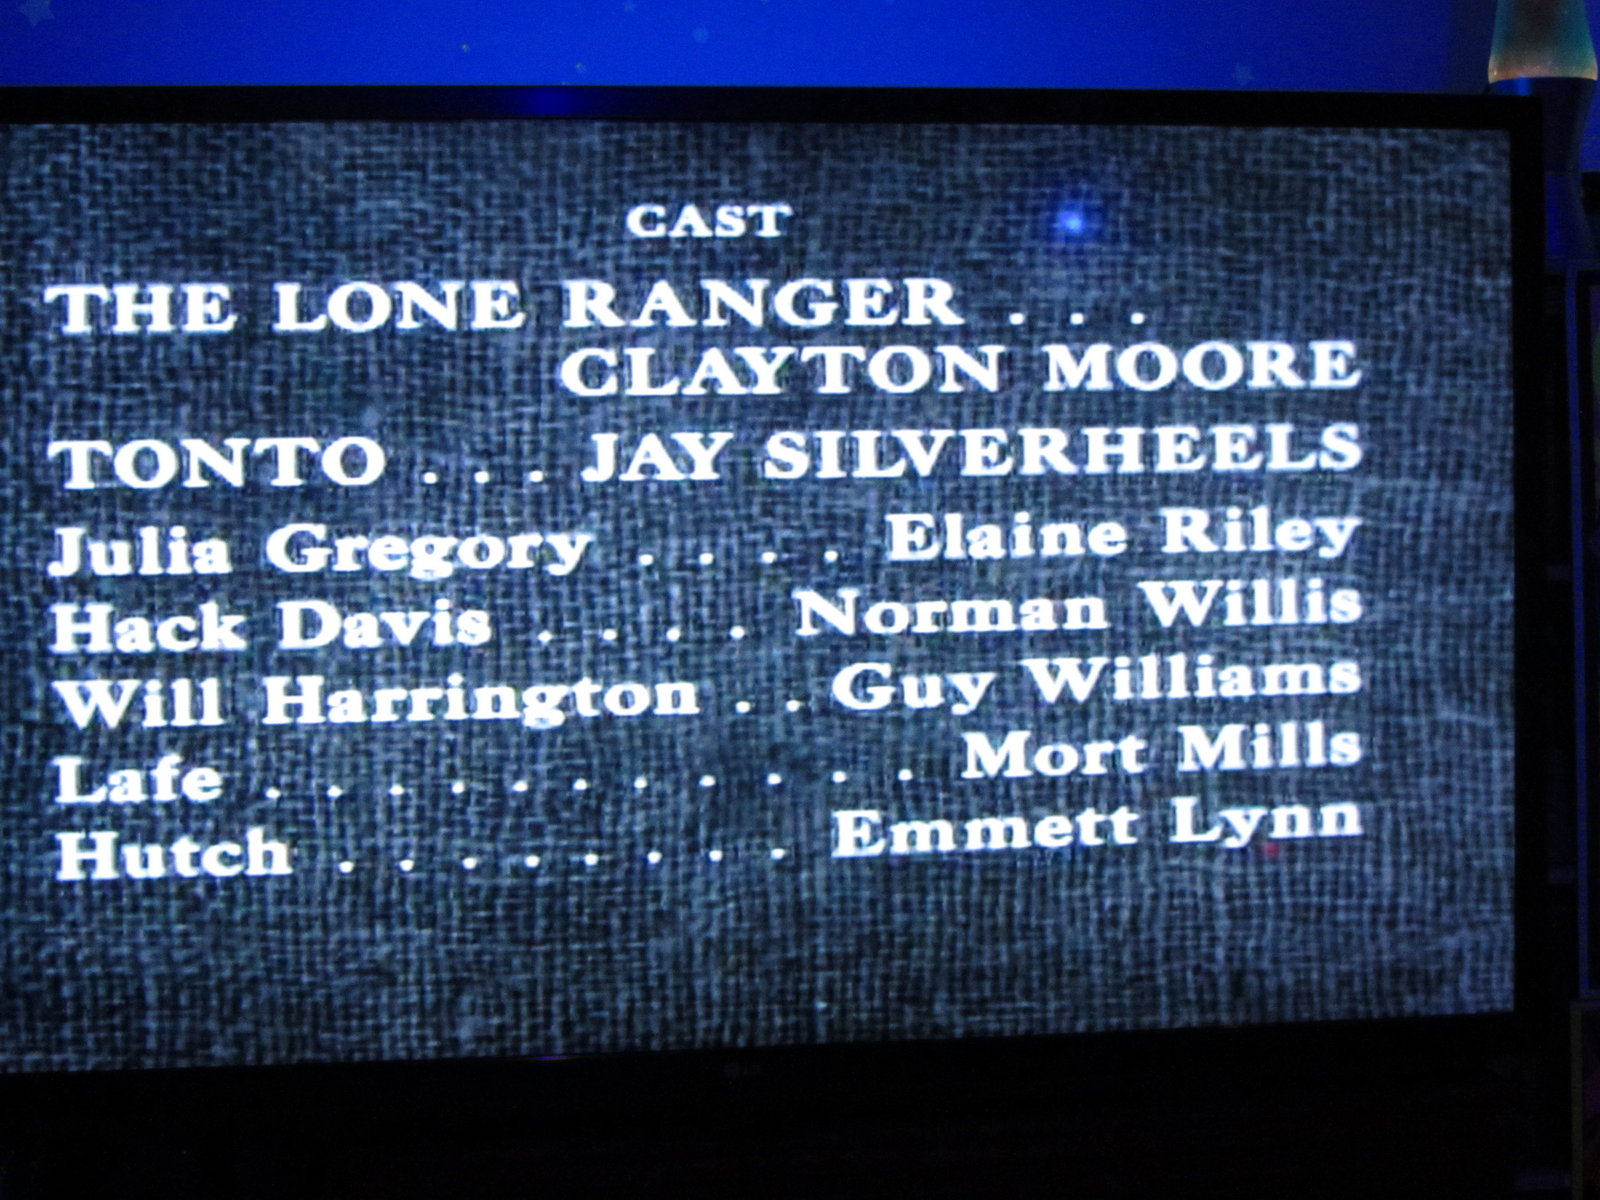 CAST
THE LONE RANGER . . .
CLAYTON MOORE
TONTO . . . JAY SILVERHEELS
Julia Gregory . . . . Elaine Riley
Hack Davis . . . . Norman Willis
Will Harrington . . Guy Williams
Lafe . . . . . . . . . . . Mort Mills
Hutch . . . . . . . . Emmett Lynn